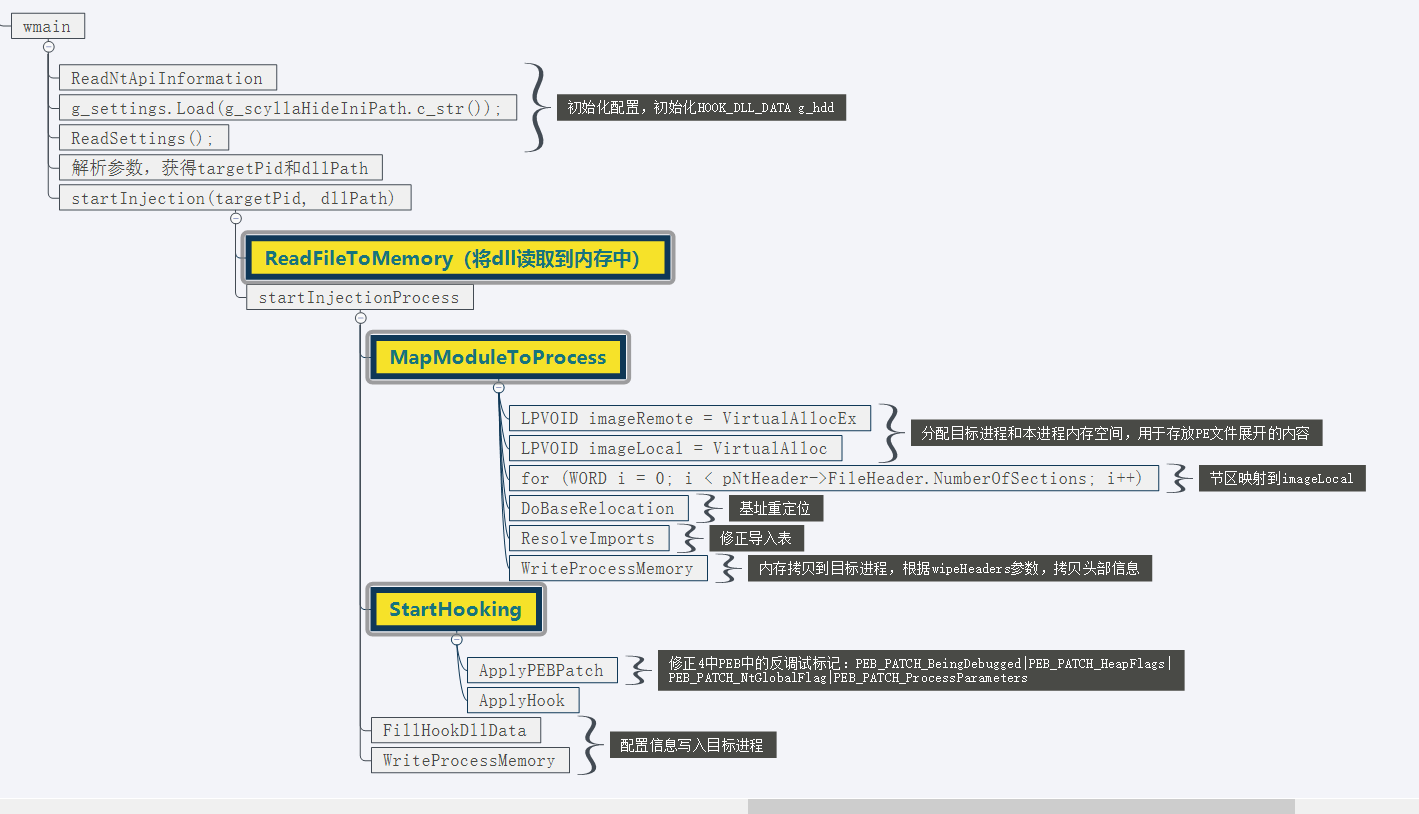 wmain
ReadNtApiInformation
g_settings.Load(g_scyllaHideIniPath.c_str());
初始化配置，初始化HOOK_DLL_DATA g_hdd
ReadSettings();
解析参数，获得targetPid和dllPath
startInjection(targetPid, dllPath)
ReadFileToMemory（将dll读取到内存中）
startInjectionProcess
MapModuleToProcess
LPVOID imageRemote = VirtualAllocEx
LPVOID imageLocal = VirtualAlloc
分配目标进程和本进程内存空间，用于存放PE文件展开的内容
for (WORD i = 0; i < pNtHeader->FileHeader.NumberOfSections; i++)
节区映射到imageLocal
DoBaseRelocation
基址重定位
ResolveImports
修正导入表
WriteProcessMemory
内存拷贝到目标进程，根据wipeHeaders参数，拷贝头部信息
StartHooking
ApplyPEBPatch
修正4中PEB中的反调试标记：PEB_PATCH_BeingDebugged|PEB_PATCH_HeapFlags|
PEB_PATCH_NtGlobalFlag|PEB_PATCH_ProcessParameters
ApplyHook
FillHookDllData
WriteProcessMemory
配置信息写入目标进程